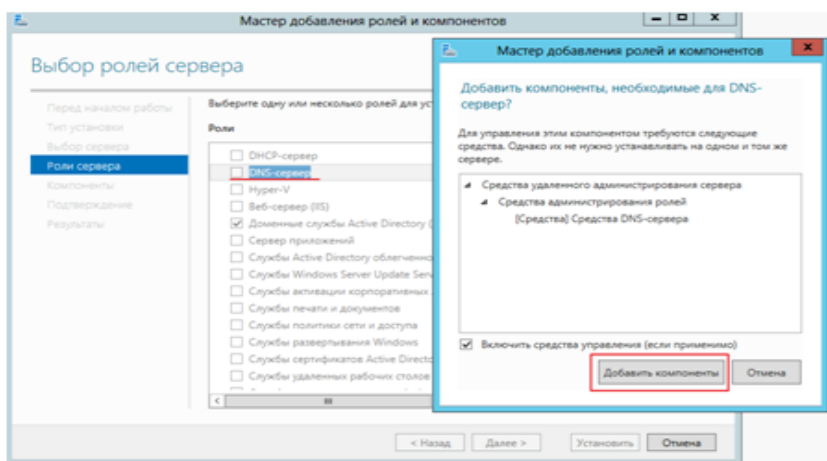 Мастер добавления ролей и компонентов
Выбор ролей сервера
Перед началом работы
Тип установки
Выбор сервера
Роли сервера
Компоненты
Подтверждение
Результаты
Выберите одну или несколько ролей для ус
Роли
DHCP-сервер
DNS-сервер
Hyper-V
Веб-сервер (IIS)
Доменные службы Active Directory (
Сервер приложений
Службы Active Directory облегченно
Службы Windows Server Update Serv
Службы активации корпоративных
Службы печати и документов
Службы политики сети и доступа
Службы развертывания Windows
Службы сертификатов Active Directo
Службы удаленных рабочих столов
< Назад Далее > Установить Отмена
Мастер добавления ролей и компонентов
Добавить компоненты, необходимые для DNS-
сервер?
Для управления этим компонентом требуются следующие
средства. Однако их не нужно устанавливать на одном и том же
сервере.
Средства удаленного администрирования сервера
Средства администрирования ролей
[Средства] Средства DNS-сервера
Включить средства управления (если применимо)
Добавить компоненты Отмена